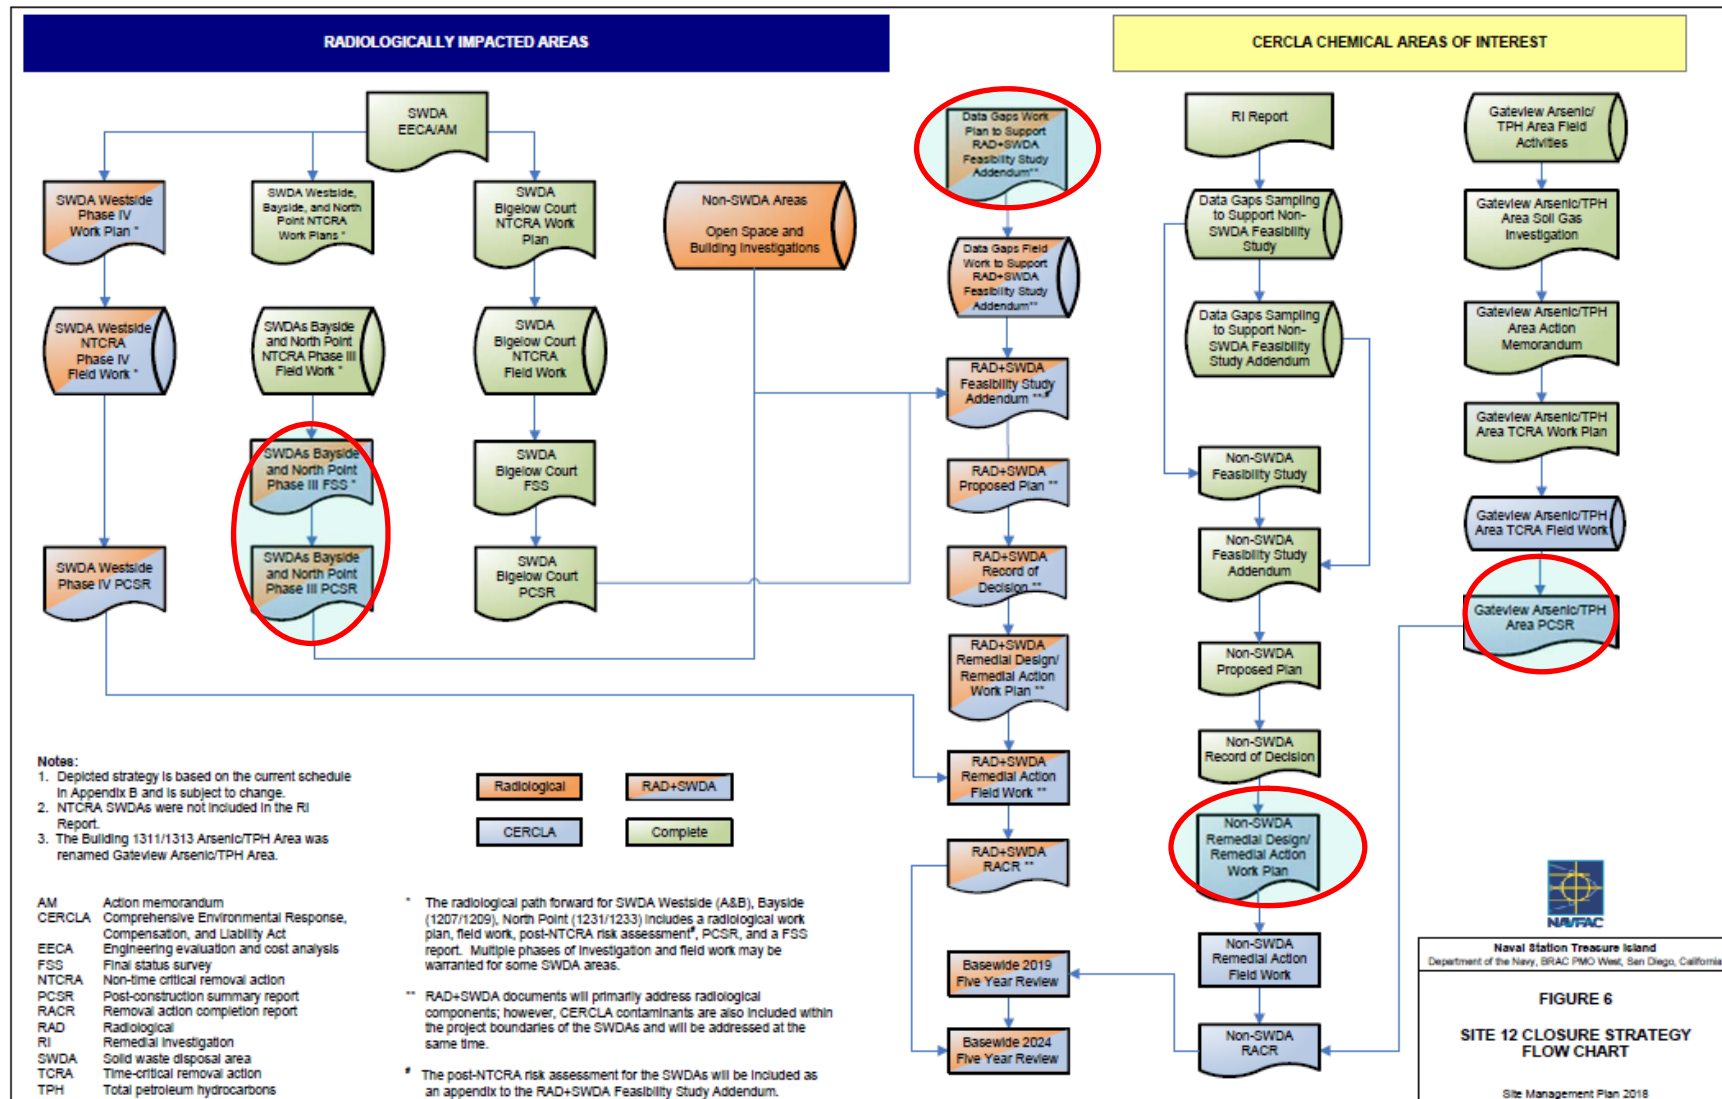 RADIOLOGICALLY IMPACTED AREAS
CERCLA CHEMICAL AREAS OF INTEREST
SWDA
EECA/AM
SWDA Westside
Phase IV
Work Plan *
SWDA Westside,
Bayside, and North
Point NTCRA
Work Plans *
SWDA
Bigelow Court
NTCRA Work
Plan
Non-SWDA Areas
Open Space and
Building Investigations
SWDA Westside
NTCRA
Phase IV
Field Work *
SWDAs Bayside
and North Point
NTCRA Phase III
Field Work *
SWDA
Bigelow Court
NTCRA
Field Work
SWDAs Bayside
and North Point
Phase III FSS *
SWDA
Bigelow Court
FSS
SWDA Westside
Phase IV PCSR
SWDAs Bayside
and North Point
Phase III PCSR
SWDA
Bigelow Court
PCSR
Data Gaps Work
Plan to Support
RAD+SWDA
Feasibility Study
Addendum**
Data Gaps Field
Work to Support
RAD+SWDA
Feasibility Study
Addendum**
RAD+SWDA
Feasibility Study
Addendum **,#
RAD+SWDA
Proposed Plan **
RAD+SWDA
Record of
Decision **
RAD+SWDA
Remedial Design/
Remedial Action
Work Plan **
RAD+SWDA
Remedial Action
Field Work **
RAD+SWDA
RACR **
Basewide 2019
Five Year Review
Basewide 2024
Five Year Review
RI Report
Data Gaps Sampling
to Support Non-
SWDA Feasibility
Study
Data Gaps Sampling
to Support Non-
SWDA Feasibility
Study Addendum
Non-SWDA
Feasibility Study
Non-SWDA
Feasibility Study
Addendum
Non-SWDA
Proposed Plan
Non-SWDA
Record of Decision
Non-SWDA
Remedial Design/
Remedial Action
Work Plan
Non-SWDA
Remedial Action
Field Work
Non-SWDA
RACR
Gateview Arsenic/
TPH Area Field
Activities
Gateview Arsenic/TPH
Area Soil Gas
Investigation
Gateview Arsenic/TPH
Area Action
Memorandum
Gateview Arsenic/TPH
Area TCRA Work Plan
Gateview Arsenic/TPH
Area TCRA Field Work
Gateview Arsenic/TPH
Area PCSR
Notes:
1. Depicted strategy is based on the current schedule
in Appendix B and is subject to change.
2. NTCRA SWDAs were not included in the RI
Report.
3. The Building 1311/1313 Arsenic/TPH Area was
renamed Gateview Arsenic/TPH Area.
Radiological
RAD+SWDA
CERCLA
Complete
AM Action memorandum
CERCLA Comprehensive Environmental Response,
Compensation, and Liability Act
EECA Engineering evaluation and cost analysis
FSS Final status survey
NTCRA Non-time critical removal action
PCSR Post-construction summary report
RACR Removal action completion report
RAD Radiological
RI Remedial Investigation
SWDA Solid waste disposal area
TCRA Time-critical removal action
TPH Total petroleum hydrocarbons
* The radiological path forward for SWDA Westside (A&B), Bayside
(1207/1209), North Point (1231/1233) includes a radiological work
plan, field work, post-NTCRA risk assessment#, PCSR, and a FSS
report. Multiple phases of investigation and field work may be
warranted for some SWDA areas.
** RAD+SWDA documents will primarily address radiological
components; however, CERCLA contaminants are also included within
the project boundaries of the SWDAs and will be addressed at the
same time.
# The post-NTCRA risk assessment for the SWDAs will be included as
an appendix to the RAD+SWDA Feasibility Study Addendum.
NAVFAC
Naval Station Treasure Island
Department of the Navy, BRAC PMO West, San Diego, California
FIGURE 6
SITE 12 CLOSURE STRATEGY
FLOW CHART
Site Management Plan 2018